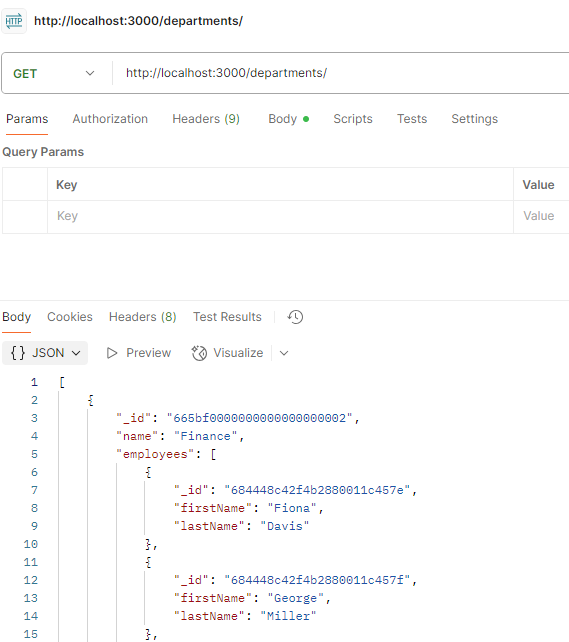 HTTP http://localhost:3000/departments/
GET http://localhost:3000/departments/
Params Authorization Headers (9) Body Scripts Tests Settings
Query Params
Key Value
Key Value
Body Cookies Headers (8) Test Results
{} JSON Preview Visualize
1 [
2 {
3 "_id": "665bf0000000000000000002",
4 "name": "Finance",
5 "employees": [
6 {
7 "_id": "684448c42f4b2880011c457e",
8 "firstName": "Fiona",
9 "lastName": "Davis"
10 },
11 {
12 "_id": "684448c42f4b2880011c457f",
13 "firstName": "George",
14 "lastName": "Miller"
15 },